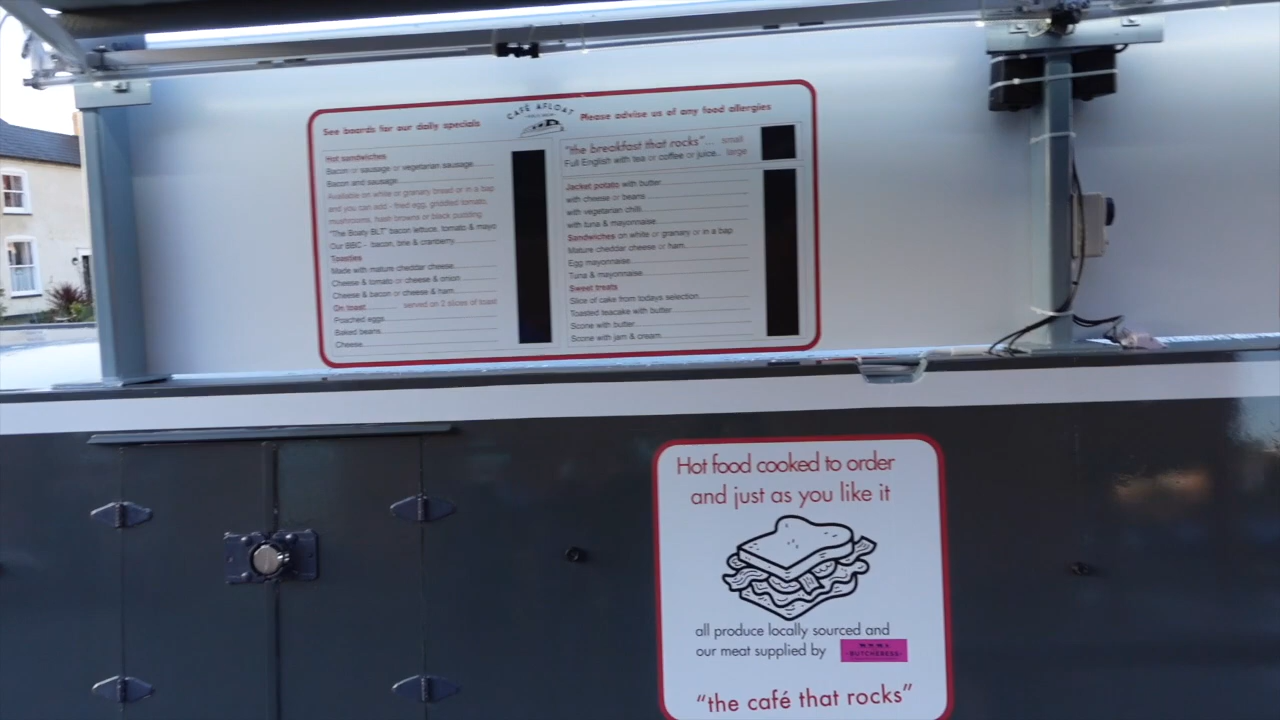 See boards for our daily specials
CAFÉ AFLOAT
Please advise us of any food allergies
Hot sandwiches
Bacon or sausage or vegetarian sausage
Bacon and sausage
Available on white or granary bread or in a bap
and you can add - fried egg, griddled tomato,
mushrooms, hash browns or black pudding.
"The Boaty BLT" bacon lettuce, tomato & mayo
Our BBC - bacon, brie & cranberry
Toasties
Made with mature cheddar cheese
Cheese & tomato or cheese & onion
Cheese & bacon or cheese & ham
On toast served on 2 slices of toast
Poached eggs
Baked beans
Cheese
"the breakfast that rocks"... small
Full English with tea or coffee or juice.. large
Jacket potato with butter
with cheese or beans
with vegetarian chilli
with tuna & mayonnaise
Sandwiches on white or granary or in a bap
Mature cheddar cheese or ham
Egg mayonnaise
Tuna & mayonnaise
Sweet treats
Slice of cake from todays selection
Toasted teacake with butter
Scone with butter
Scone with jam & cream
Hot food cooked to order
and just as you like it
all produce locally sourced and
our meat supplied by
"the café that rocks"